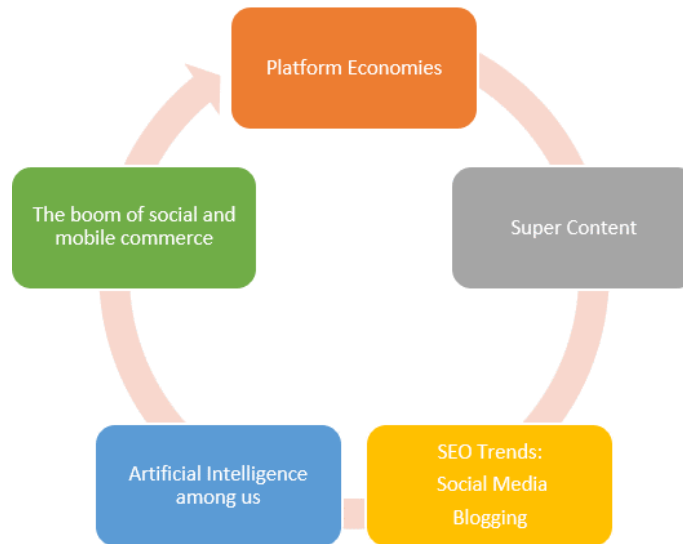 Platform Economies
Super Content
SEO Trends:
Social Media
Blogging
Artificial Intelligence
among us
The boom of social and
mobile commerce